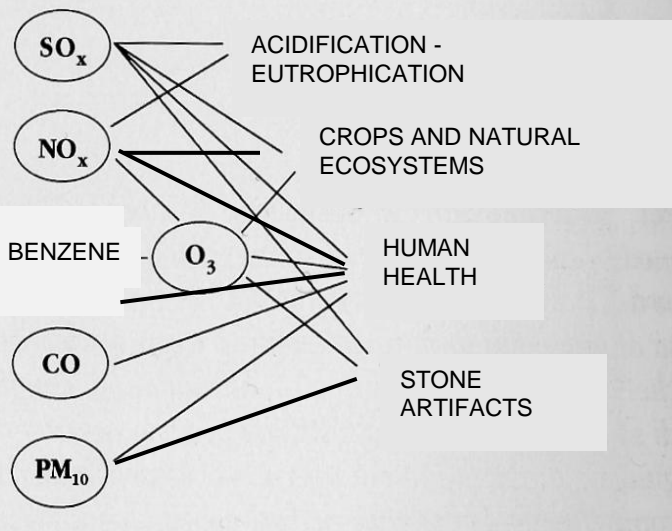 SOx
ACIDIFICATION -
EUTROPHICATION
NOx
CROPS AND NATURAL
ECOSYSTEMS
BENZENE
O3
HUMAN
HEALTH
CO
STONE
ARTIFACTS
PM10